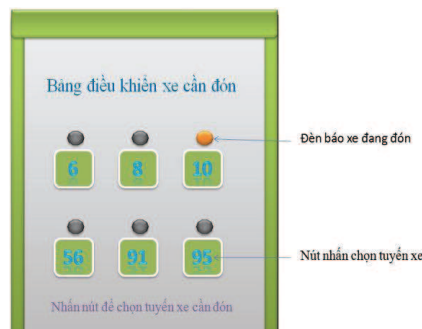 Bảng điều khiển xe cần đón
Đèn báo xe đang đón
6 8 10
56 91 95
Nút nhấn chọn tuyến xe
Nhấn nút để chọn tuyến xe cần đón